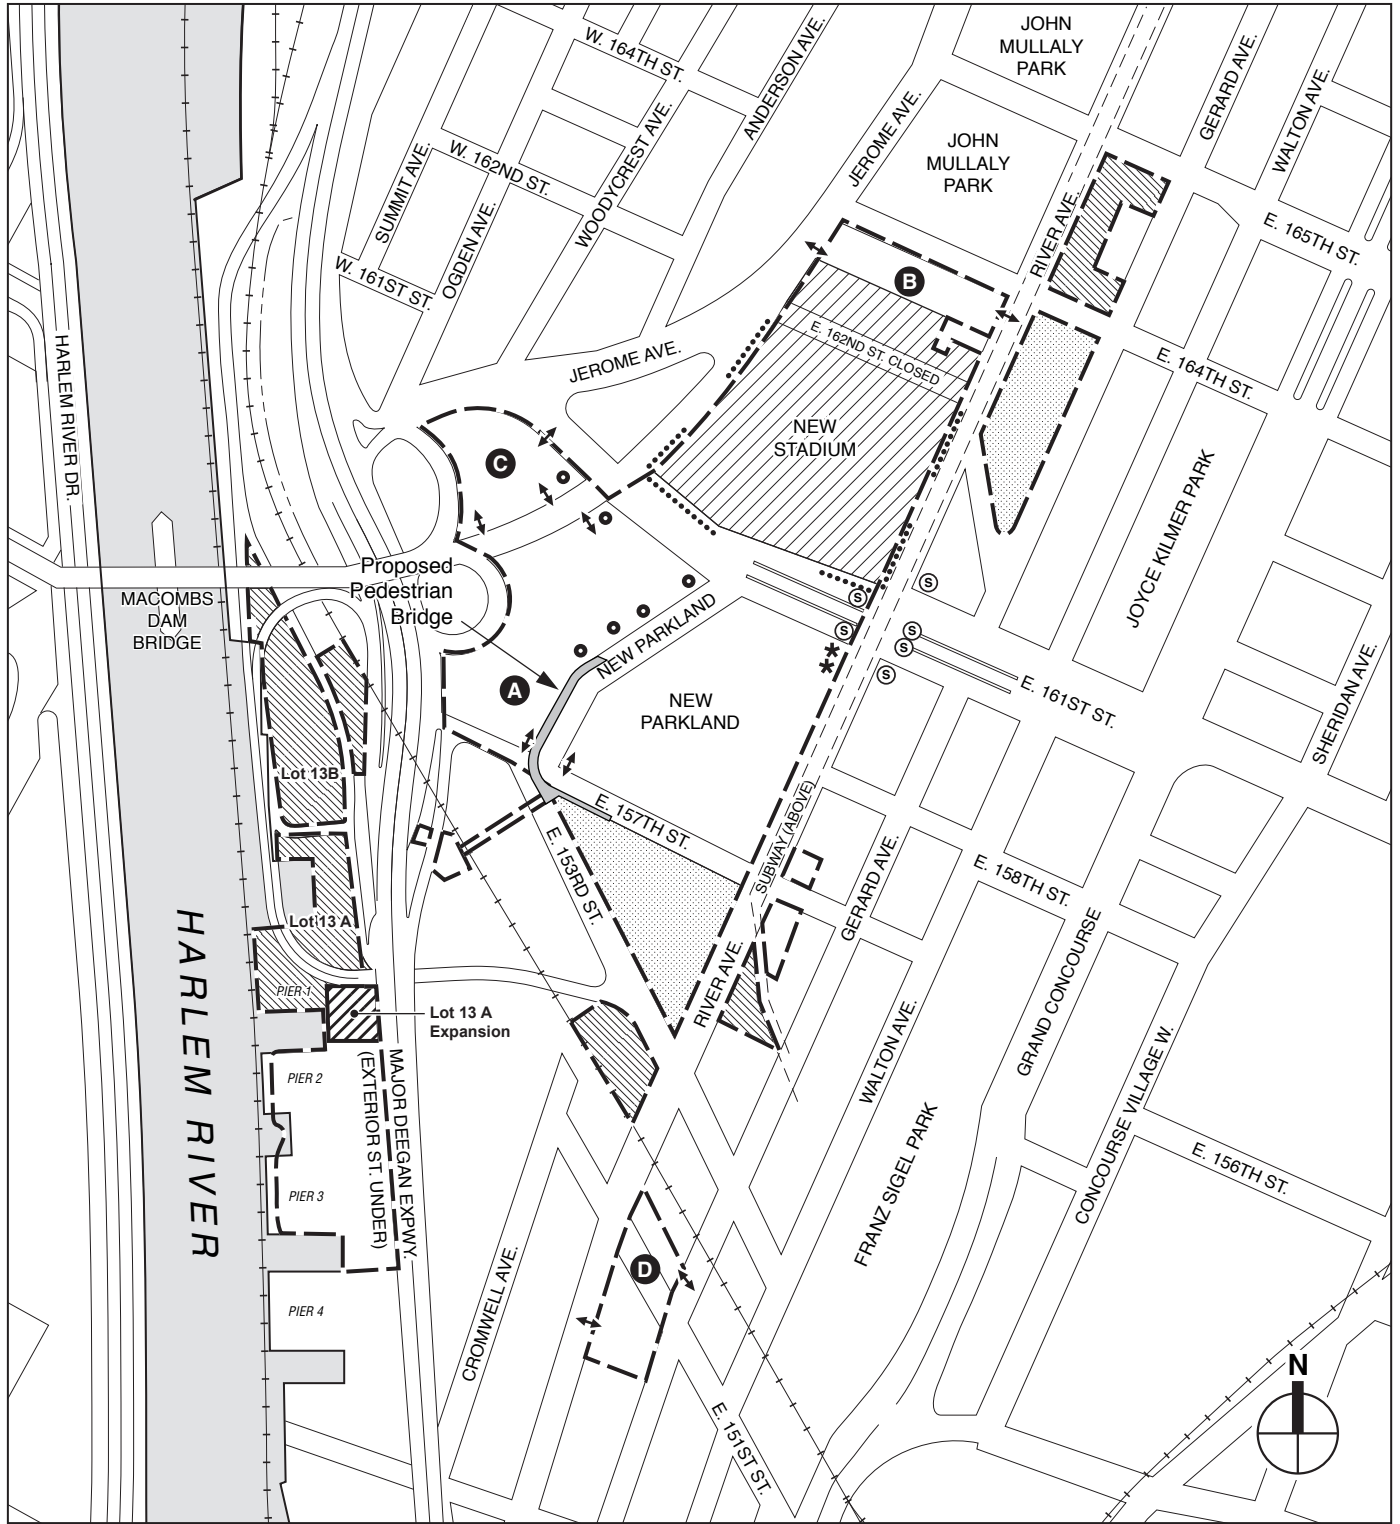 JOHN
MULLALY
PARK
W. 164TH ST.
ANDERSON AVE.
GERARD AVE.
WALTON AVE.
JEROME AVE.
JOHN
MULLALY
PARK
SUMMIT AVE.
W. 162ND ST.
WOODYCREST AVE.
OGDEN AVE.
W. 161ST ST.
RIVER AVE.
E. 165TH ST.
B
E. 162ND ST. CLOSED
HARLEM RIVER DR.
JEROME AVE.
E. 164TH ST.
NEW
STADIUM
C
JOYCE KILMER PARK
Proposed
Pedestrian
Bridge
MACOMBS
DAM
BRIDGE
S
S
S
S
S
S
*
*
NEW PARKLAND
A
NEW
PARKLAND
E. 161ST ST.
SHERIDAN AVE.
Lot 13B
E. 157TH ST.
SUBWAY (ABOVE)
E. 153RD ST.
GERARD AVE.
E. 158TH ST.
Lot 13 A
HARLEM RIVER
PIER 1
RIVER AVE.
GRAND CONCOURSE
Lot 13 A
Expansion
WALTON AVE.
CONCOURSE VILLAGE W.
PIER 2
MAJOR DEEGAN EXPWY.
(EXTERIOR ST. UNDER)
FRANZ SIGEL PARK
E. 156TH ST.
PIER 3
D
CROMWELL AVE.
PIER 4
E. 151ST ST.
N